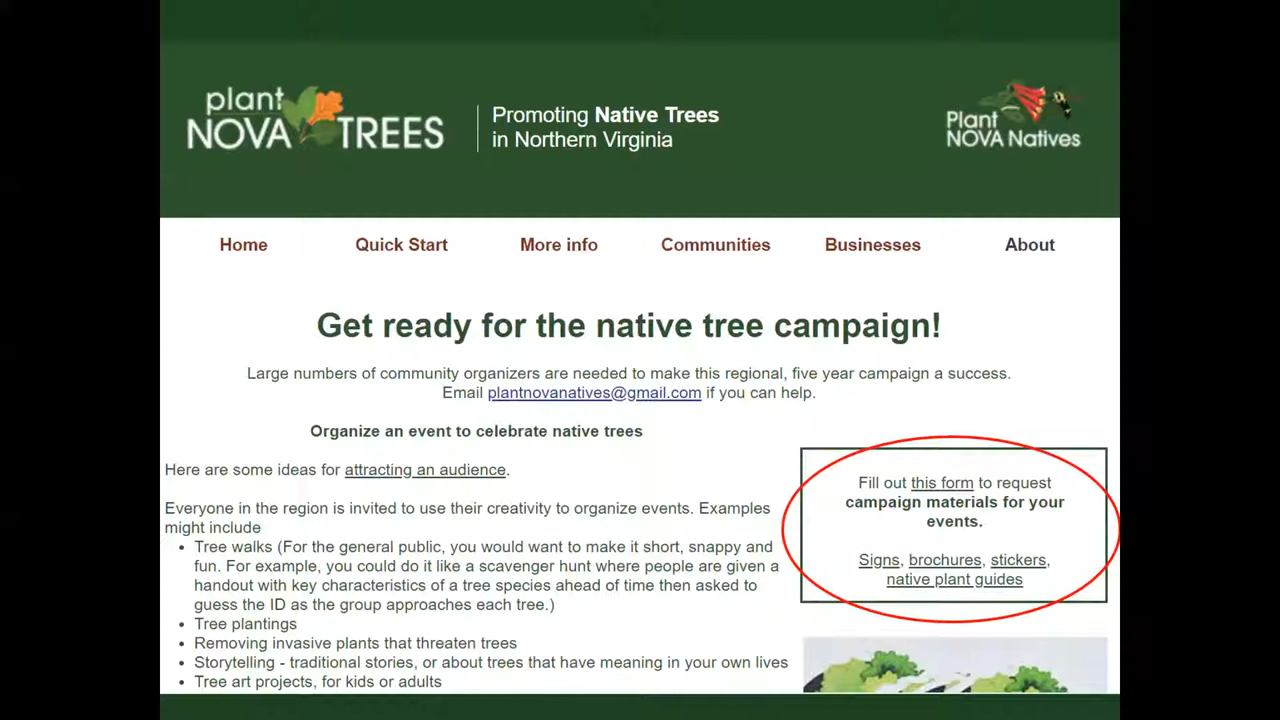 plant
NOVA TREES
Promoting Native Trees
in Northern Virginia
Plant
NOVA Natives
Home Quick Start More info Communities Businesses About
Get ready for the native tree campaign!
Large numbers of community organizers are needed to make this regional, five year campaign a success.
Email plantnovanatives@gmail.com if you can help.
Organize an event to celebrate native trees
Here are some ideas for attracting an audience.
Everyone in the region is invited to use their creativity to organize events. Examples
might include
• Tree walks (For the general public, you would want to make it short, snappy and
fun. For example, you could do it like a scavenger hunt where people are given a
handout with key characteristics of a tree species ahead of time then asked to
guess the ID as the group approaches each tree.)
• Tree plantings
• Removing invasive plants that threaten trees
• Storytelling - traditional stories, or about trees that have meaning in your own lives
• Tree art projects, for kids or adults
Fill out this form to request
campaign materials for your
events.
Signs, brochures, stickers,
native plant guides